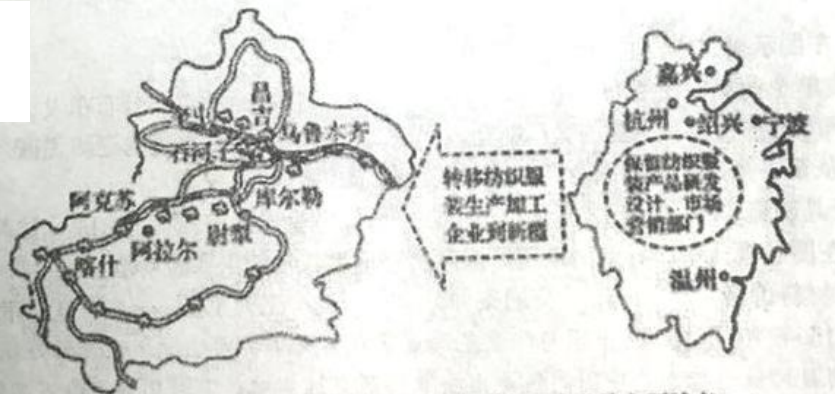 昌吉
乌鲁木齐
石河子
库尔勒
阿克苏
尉犁
阿拉尔
喀什
转移纺织服
装生产加工
企业到新疆
嘉兴
杭州
绍兴
宁波
保留纺织服
装产品研发
设计、市场
营销部门
温州